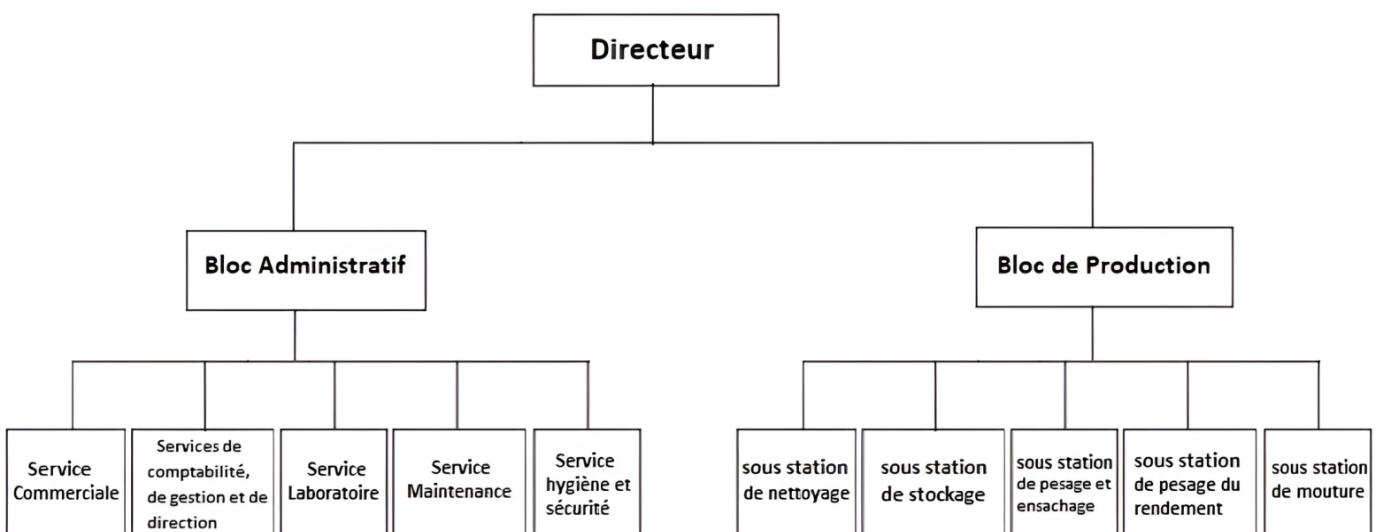 Directeur
Bloc Administratif
Bloc de Production
Service
Commerciale
Services de
comptabilité,
de gestion et de
direction
Service
Laboratoire
Service
Maintenance
Service
hygiène et
sécurité
sous station
de nettoyage
sous station
de stockage
sous station
de pesage et
ensachage
sous station
de pesage du
rendement
sous station
de mouture